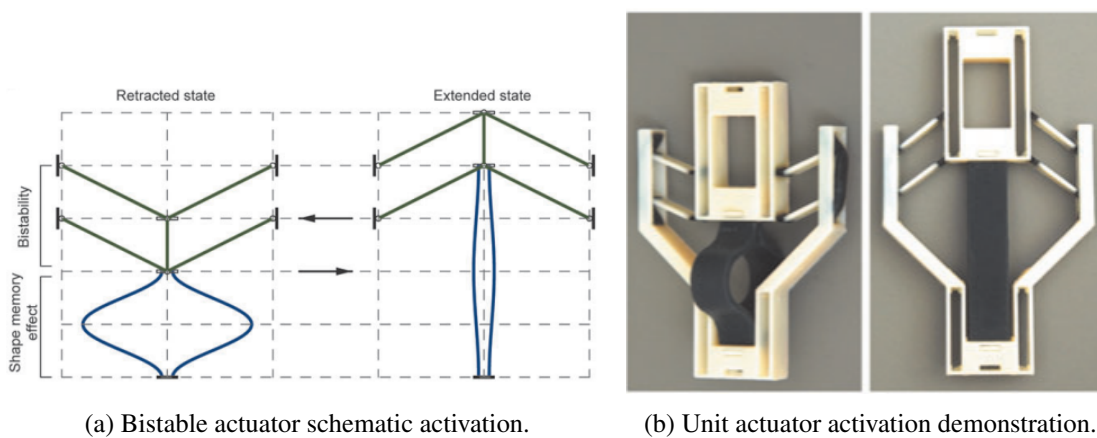 Retracted state
Extended state
Bistability
Shape memory
effect
(a) Bistable actuator schematic activation.
(b) Unit actuator activation demonstration.